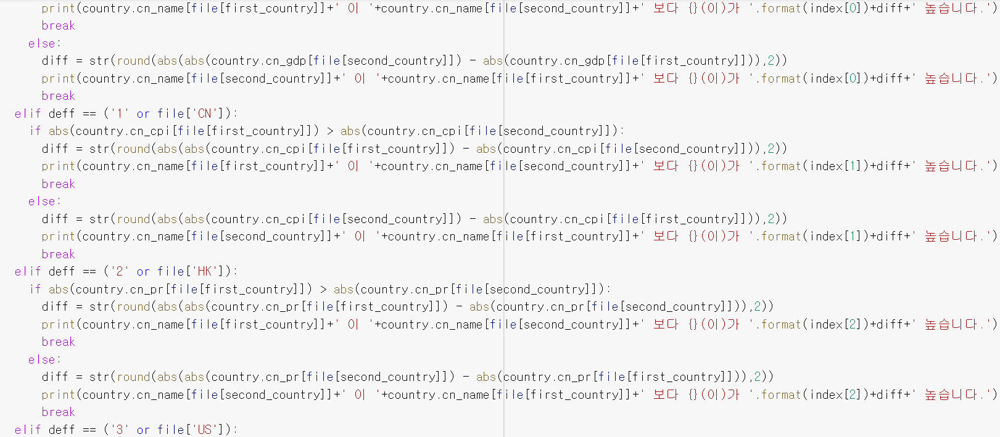 print(country.cn_name[file[first_country]]+' 이 '+country.cn_name[file[second_country]]+' 보다 {}(이)가 '.format(index[0])+diff+' 높습니다.')
break
else:
diff = str(round(abs(abs(country.cn_gdp[file[second_country]]) - abs(country.cn_gdp[file[first_country]])),2))
print(country.cn_name[file[second_country]]+' 이 '+country.cn_name[file[first_country]]+' 보다 {}(이)가 '.format(index[0])+diff+' 높습니다.')
break
elif deff == ('1' or file['CN']):
if abs(country.cn_cpi[file[first_country]]) > abs(country.cn_cpi[file[second_country]]):
diff = str(round(abs(abs(country.cn_cpi[file[first_country]]) - abs(country.cn_cpi[file[second_country]])),2))
print(country.cn_name[file[first_country]]+' 이 '+country.cn_name[file[second_country]]+' 보다 {}(이)가 '.format(index[1])+diff+' 높습니다.')
break
else:
diff = str(round(abs(abs(country.cn_cpi[file[second_country]]) - abs(country.cn_cpi[file[first_country]])),2))
print(country.cn_name[file[second_country]]+' 이 '+country.cn_name[file[first_country]]+' 보다 {}(이)가 '.format(index[1])+diff+' 높습니다.')
break
elif deff == ('2' or file['HK']):
if abs(country.cn_pr[file[first_country]]) > abs(country.cn_pr[file[second_country]]):
diff = str(round(abs(abs(country.cn_pr[file[first_country]]) - abs(country.cn_pr[file[second_country]])),2))
print(country.cn_name[file[first_country]]+' 이 '+country.cn_name[file[second_country]]+' 보다 {}(이)가 '.format(index[2])+diff+' 높습니다.')
break
else:
diff = str(round(abs(abs(country.cn_pr[file[second_country]]) - abs(country.cn_pr[file[first_country]])),2))
print(country.cn_name[file[second_country]]+' 이 '+country.cn_name[file[first_country]]+' 보다 {}(이)가 '.format(index[2])+diff+' 높습니다.')
break
elif deff == ('3' or file['US']):